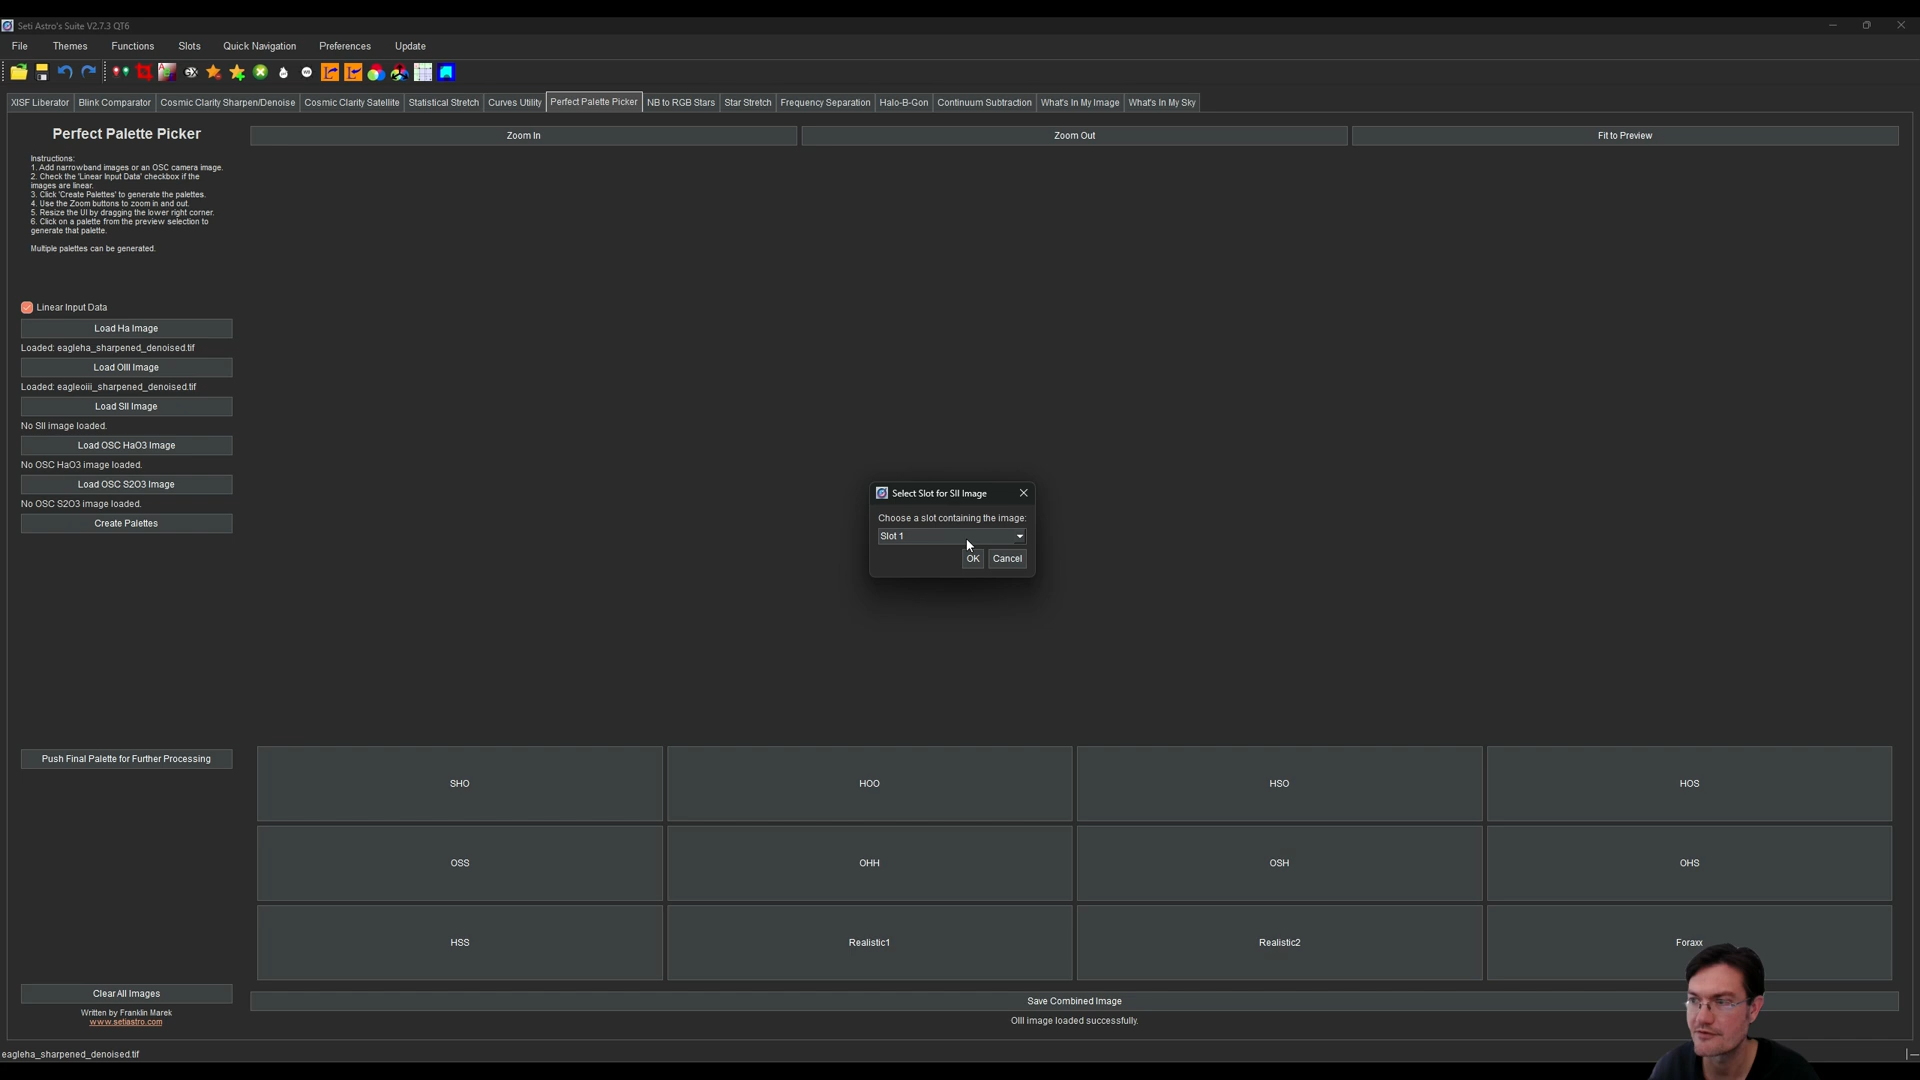 Seti Astro's Suite V2.7.3 QT6
File Themes Functions Slots Quick Navigation Preferences Update
XISF Liberator Blink Comparator Cosmic Clarity Sharpen/Denoise Cosmic Clarity Satellite Statistical Stretch Curves Utility Perfect Palette Picker NB to RGB Stars Star Stretch Frequency Separation Halo-B-Gon Continuum Subtraction What's In My Image What's In My Sky
Perfect Palette Picker
Zoom In Zoom Out Fit to Preview
Instructions:
1. Add narrowband images or an OSC camera image.
2. Check the 'Linear Input Data' checkbox if the
images are linear.
3. Click 'Create Palettes' to generate the palettes.
4. Use the Zoom buttons to zoom in and out.
5. Resize the UI by dragging the lower right corner.
6. Click on a palette from the preview selection to
generate that palette.
Multiple palettes can be generated.
Linear Input Data
Load Ha Image
Loaded: eagleha_sharpened_denoised.tif
Load OIII Image
Loaded: eagleoiii_sharpened_denoised.tif
Load SII Image
No SII image loaded.
Load OSC HaO3 Image
No OSC HaO3 image loaded.
Load OSC S2O3 Image
No OSC S2O3 image loaded.
Create Palettes
Select Slot for SII Image
Choose a slot containing the image:
Slot 1
OK Cancel
Push Final Palette for Further Processing
SHO HOO HSO HOS
OSS OHH OSH OHS
HSS Realistic1 Realistic2 Foraxx
Clear All Images
Save Combined Image
Written by Franklin Marek
www.setiastro.com
OIII image loaded successfully.
eagleha_sharpened_denoised.tif